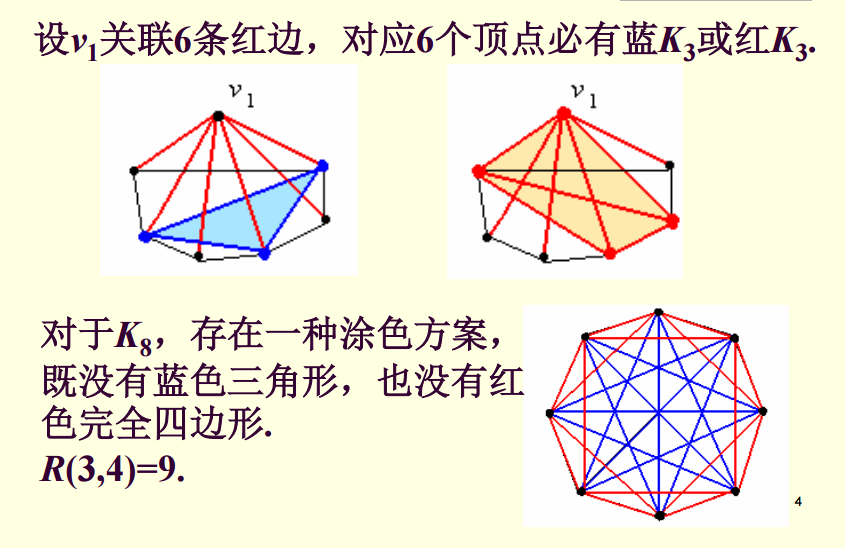 设v₁关联6条红边，对应6个顶点必有蓝K₃或红K₃.
v₁
v₁
对于K₈，存在一种涂色方案，
既没有蓝色三角形，也没有红
色完全四边形.
R(3,4)=9.
4